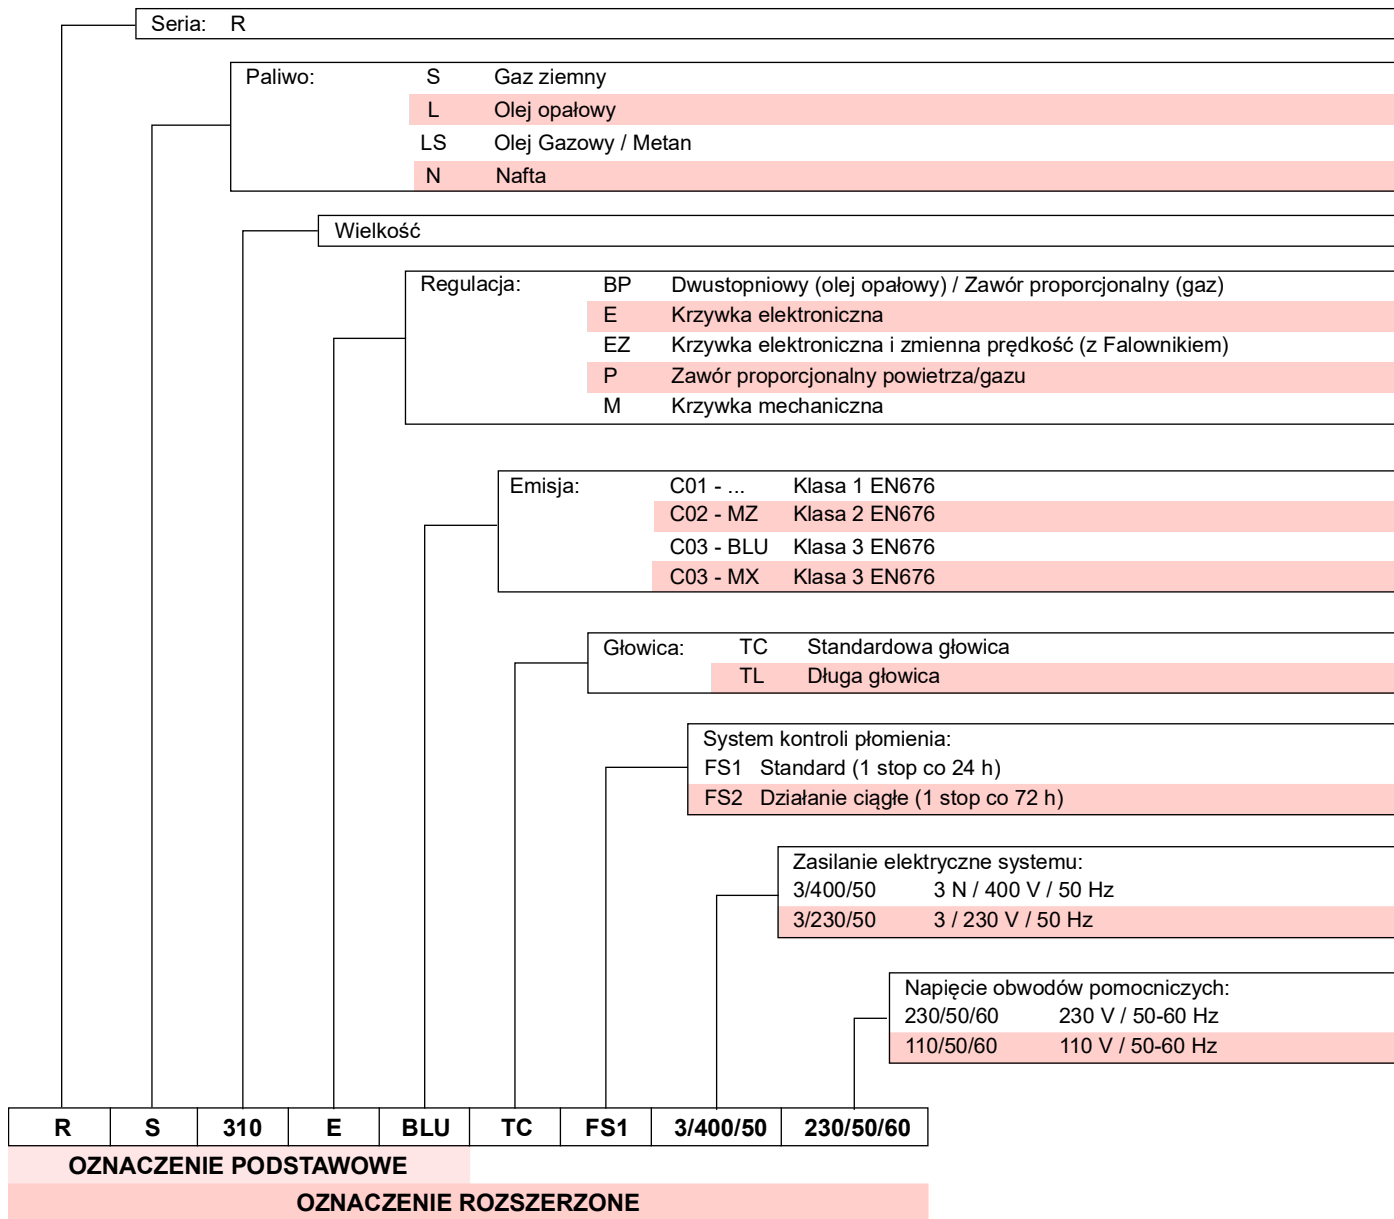 Seria: R
Paliwo: S Gaz ziemny
L Olej opałowy
LS Olej Gazowy / Metan
N Nafta
Wielkość
Regulacja: BP Dwustopniowy (olej opałowy) / Zawór proporcjonalny (gaz)
E Krzywka elektroniczna
EZ Krzywka elektroniczna i zmienna prędkość (z Falownikiem)
P Zawór proporcjonalny powietrza/gazu
M Krzywka mechaniczna
Emisja: C01 - ... Klasa 1 EN676
C02 - MZ Klasa 2 EN676
C03 - BLU Klasa 3 EN676
C03 - MX Klasa 3 EN676
Głowica: TC Standardowa głowica
TL Długa głowica
System kontroli płomienia:
FS1 Standard (1 stop co 24 h)
FS2 Działanie ciągłe (1 stop co 72 h)
Zasilanie elektryczne systemu:
3/400/50 3 N / 400 V / 50 Hz
3/230/50 3 / 230 V / 50 Hz
Napięcie obwodów pomocniczych:
230/50/60 230 V / 50-60 Hz
110/50/60 110 V / 50-60 Hz
R S 310 E BLU TC FS1 3/400/50 230/50/60
OZNACZENIE PODSTAWOWE
OZNACZENIE ROZSZERZONE